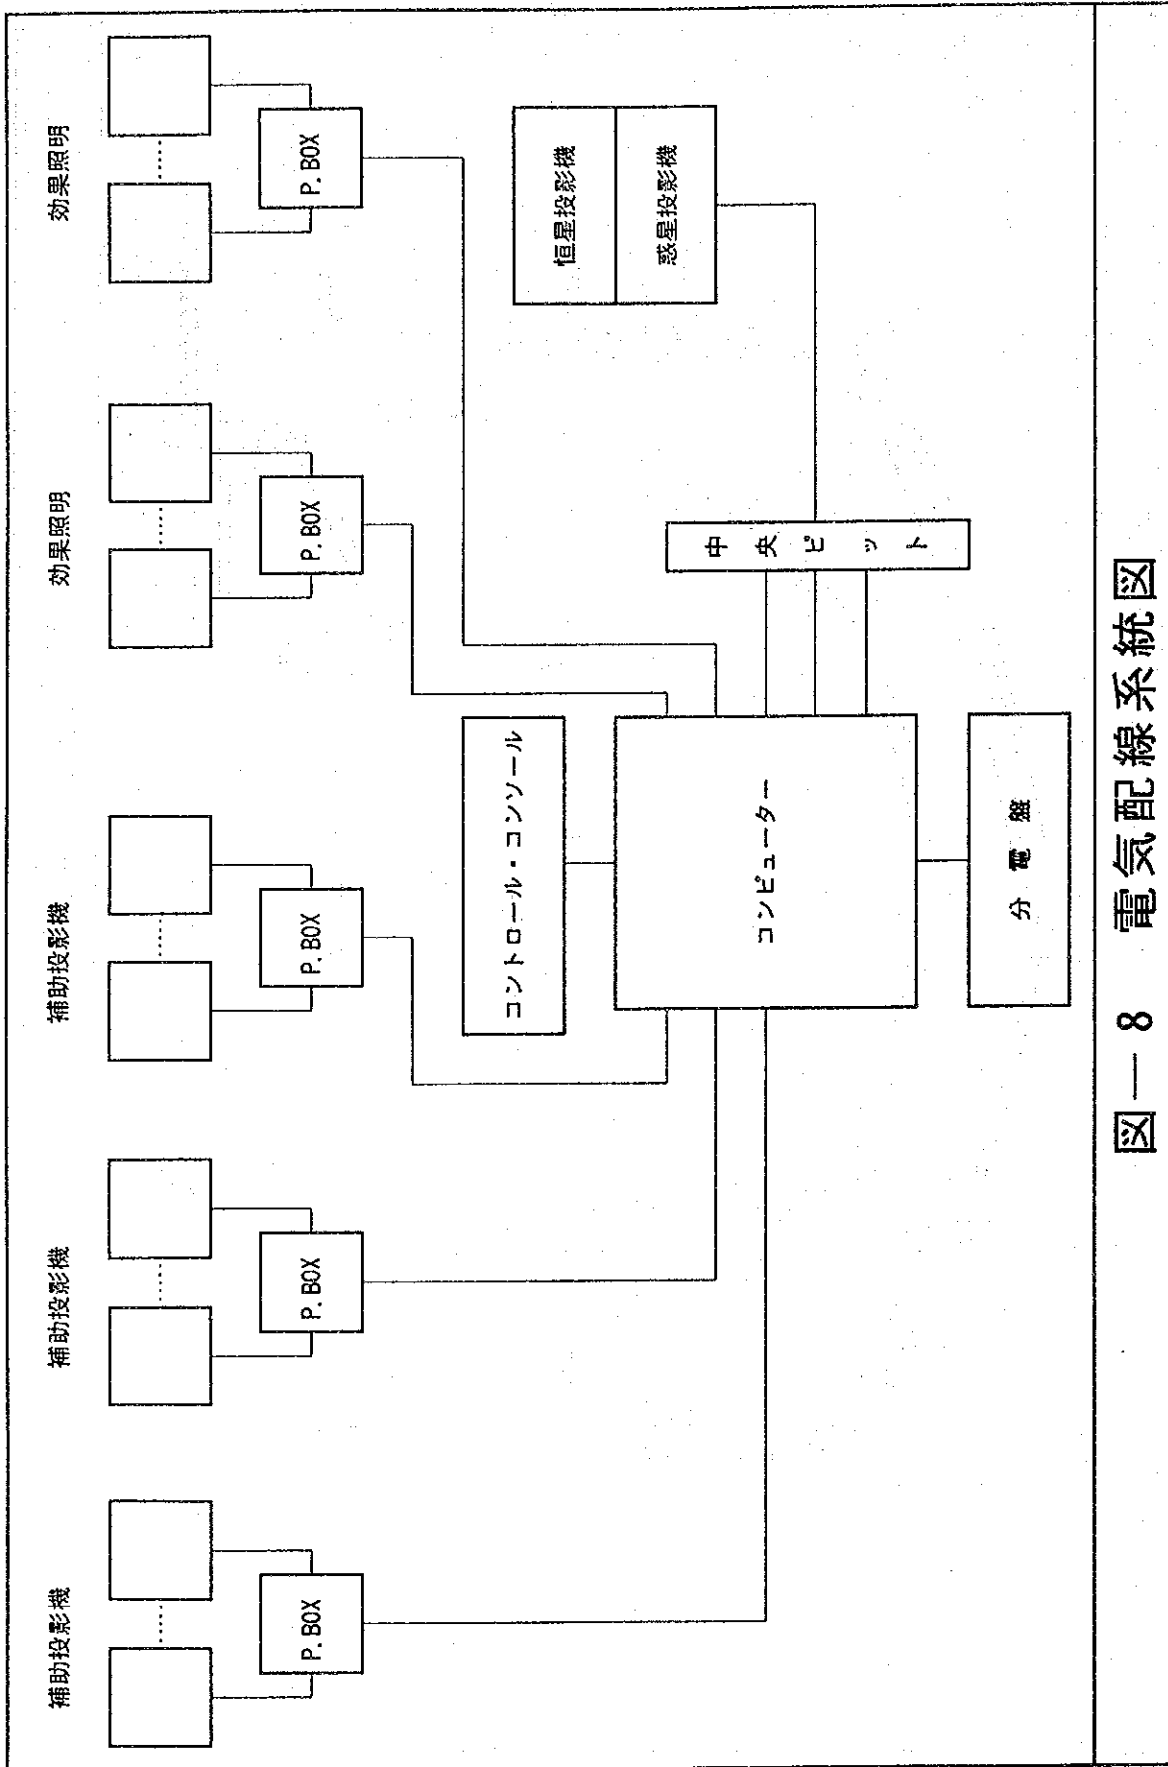 補助投影機
補助投影機
補助投影機
効果照明
効果照明
P.BOX
P.BOX
P.BOX
P.BOX
P.BOX
コントロール・コンソール
恒星投影機
惑星投影機
コンピューター
中央ピット
分電盤
図－8 電気配線系統図